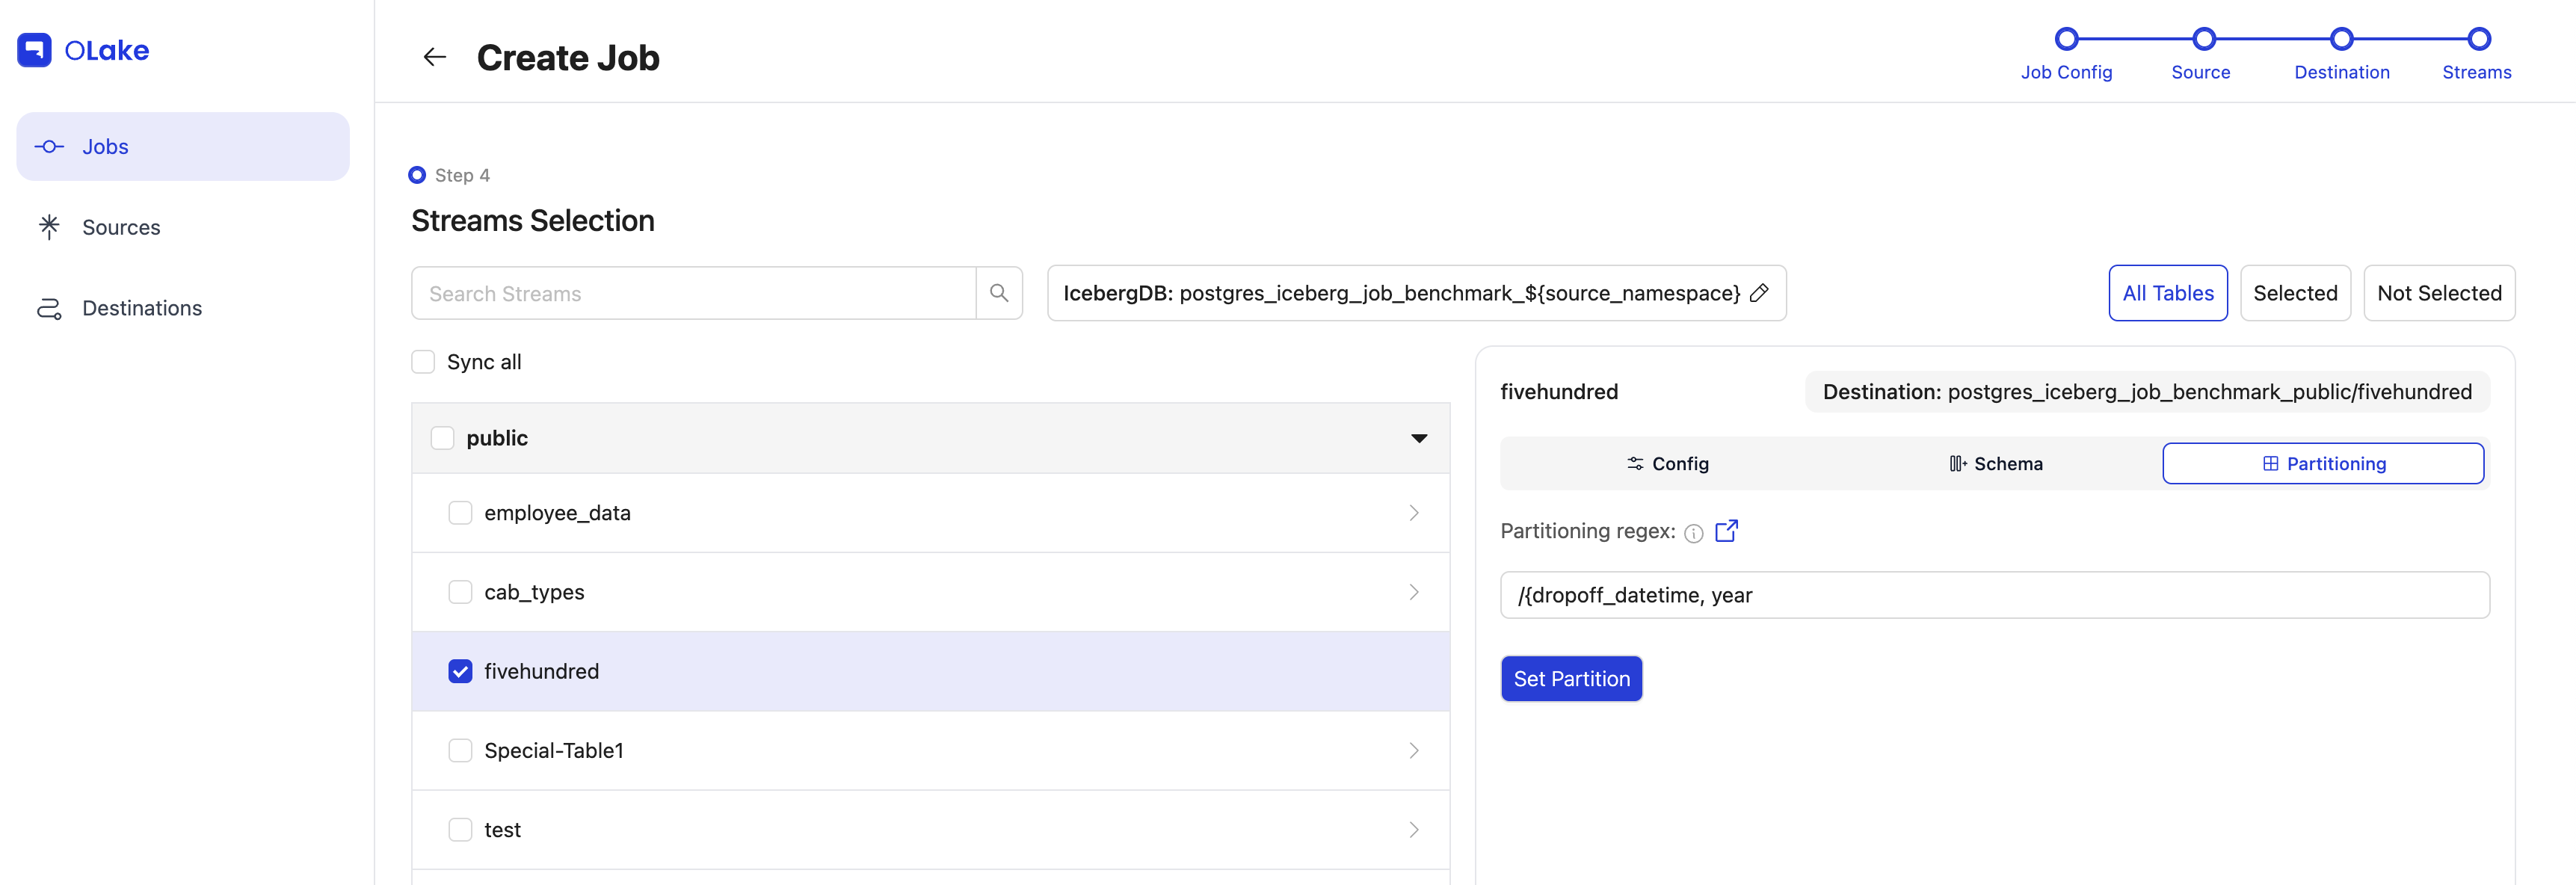 OLake
Jobs
Sources
Destinations
Create Job
Job Config
Source
Destination
Streams
Step 4
Streams Selection
Search Streams
IcebergDB: postgres_iceberg_job_benchmark_${source_namespace}
All Tables
Selected
Not Selected
Sync all
public
employee_data
cab_types
fivehundred
Special-Table1
test
fivehundred
Destination: postgres_iceberg_job_benchmark_public/fivehundred
Config
Schema
Partitioning
Partitioning regex:
/{dropoff_datetime, year
Set Partition